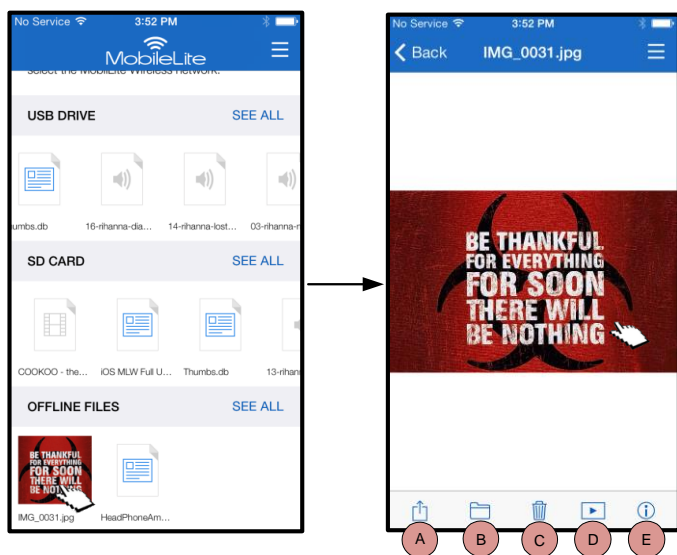 No Service 3:52 PM
MobileLite
select the MobileLite Wireless network.
USB DRIVE SEE ALL
umbs.db 16-rihanna-dia... 14-rihanna-lost... 03-rihanna-r
SD CARD SEE ALL
COOKOO - the... iOS MLW Full U... Thumbs.db 13-rihan
OFFLINE FILES SEE ALL
BE THANKFUL
FOR EVERYTHING
FOR SOON
THERE WILL
BE NOTHING
IMG_0031.jpg HeadPhoneAm...
No Service 3:52 PM
Back IMG_0031.jpg
BE THANKFUL
FOR EVERYTHING
FOR SOON
THERE WILL
BE NOTHING
A B C D E